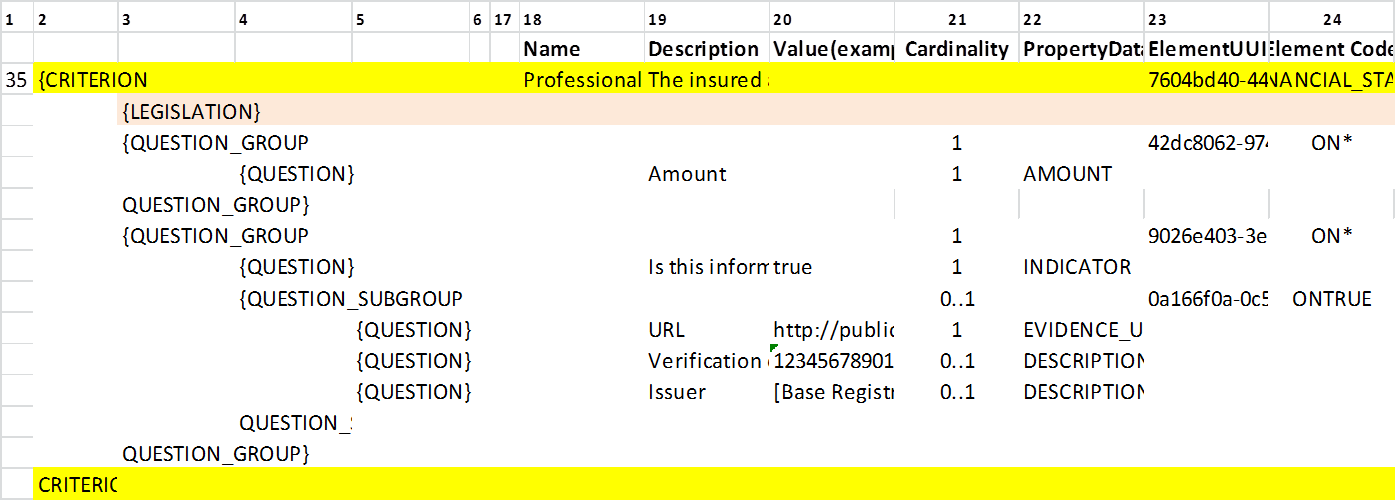 1 2 3 4 5 6 17 18 19 20 21 22 23 24
Name Description Value(examp Cardinality PropertyData ElementUUI Element Code
35 {CRITERION Professional The insured a 7604bd40-44 NANCIAL_STA
{LEGISLATION}
{QUESTION_GROUP 1 42dc8062-974 ON*
{QUESTION} Amount 1 AMOUNT
QUESTION_GROUP}
{QUESTION_GROUP 1 9026e403-3e ON*
{QUESTION} Is this inform true 1 INDICATOR
{QUESTION_SUBGROUP 0..1 0a166f0a-0c5 ONTRUE
{QUESTION} URL http://public 1 EVIDENCE_U
{QUESTION} Verification 12345678901 0..1 DESCRIPTION
{QUESTION} Issuer [Base Registr 0..1 DESCRIPTION
QUESTION_S
QUESTION_GROUP}
CRITERIO